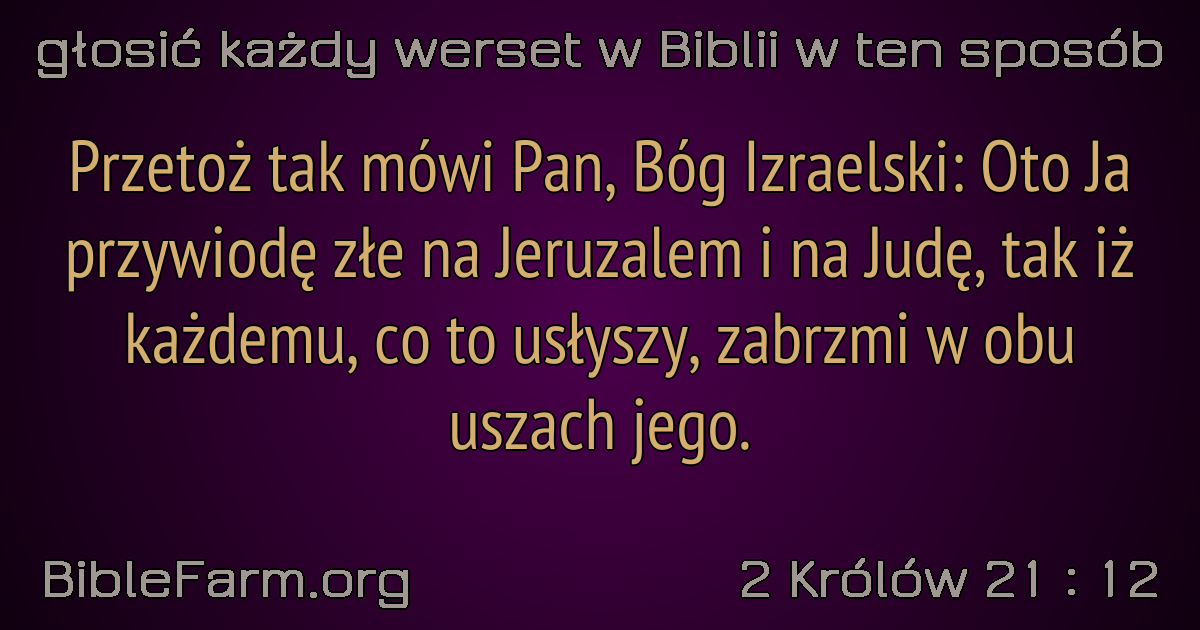 głosić każdy werset w Biblii w ten sposób
Przetoż tak mówi Pan, Bóg Izraelski: Oto Ja
przywiodę złe na Jeruzalem i na Judę, tak iż
każdemu, co to usłyszy, zabrzmi w obu
uszach jego.
BibleFarm.org
2 Królów 21 : 12